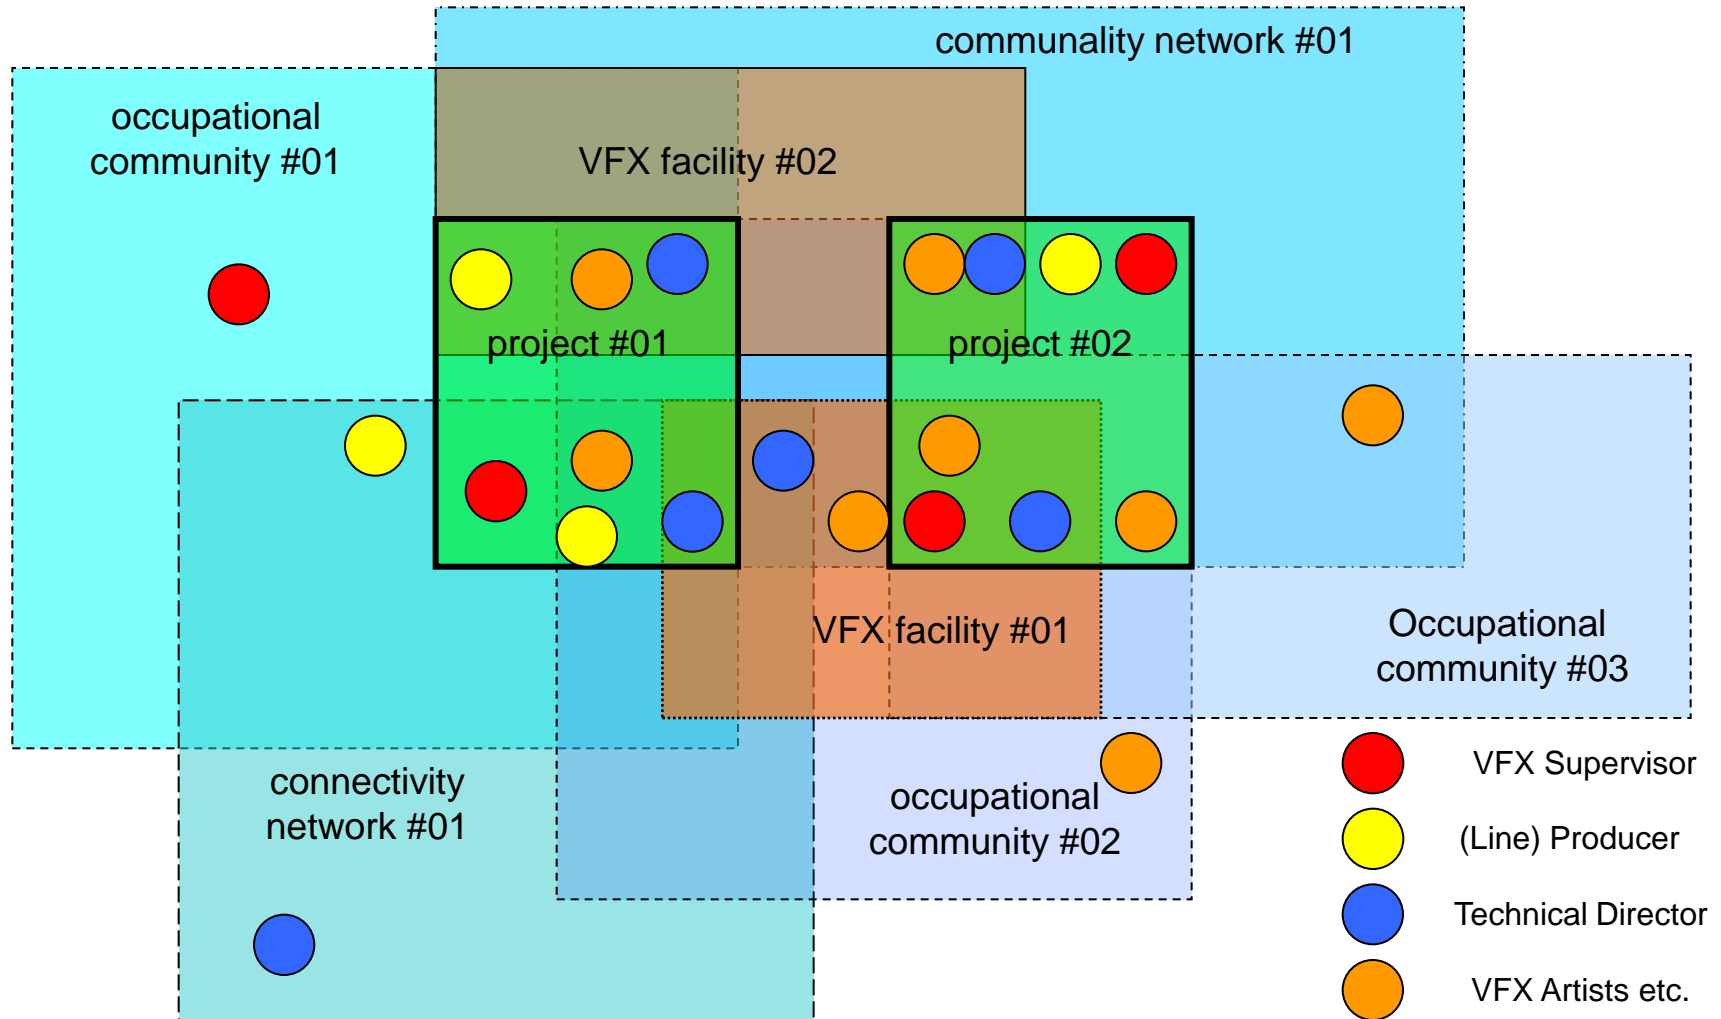 communality network #01
occupational
community #01
VFX facility #02
project #01
project #02
VFX facility #01
Occupational
community #03
connectivity
network #01
occupational
community #02
VFX Supervisor
(Line) Producer
Technical Director
VFX Artists etc.